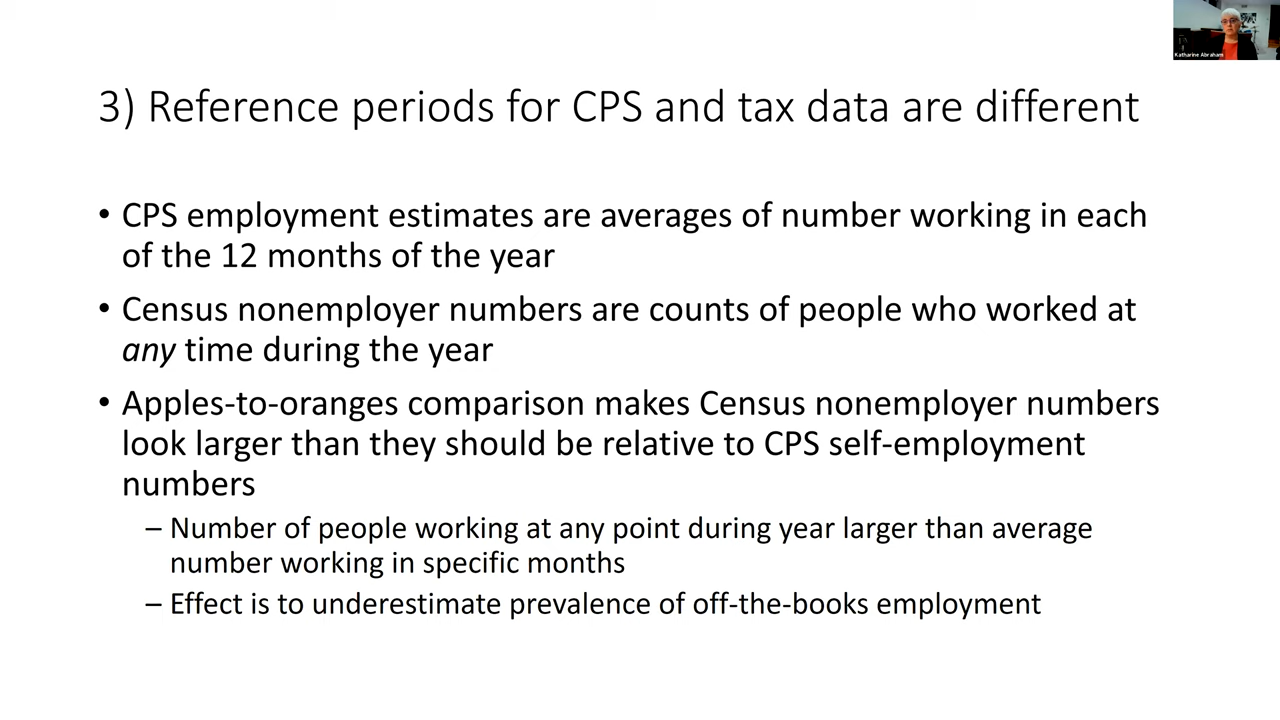 Katharine Abraham
3) Reference periods for CPS and tax data are different
• CPS employment estimates are averages of number working in each
of the 12 months of the year
• Census nonemployer numbers are counts of people who worked at
any time during the year
• Apples-to-oranges comparison makes Census nonemployer numbers
look larger than they should be relative to CPS self-employment
numbers
– Number of people working at any point during year larger than average
number working in specific months
– Effect is to underestimate prevalence of off-the-books employment